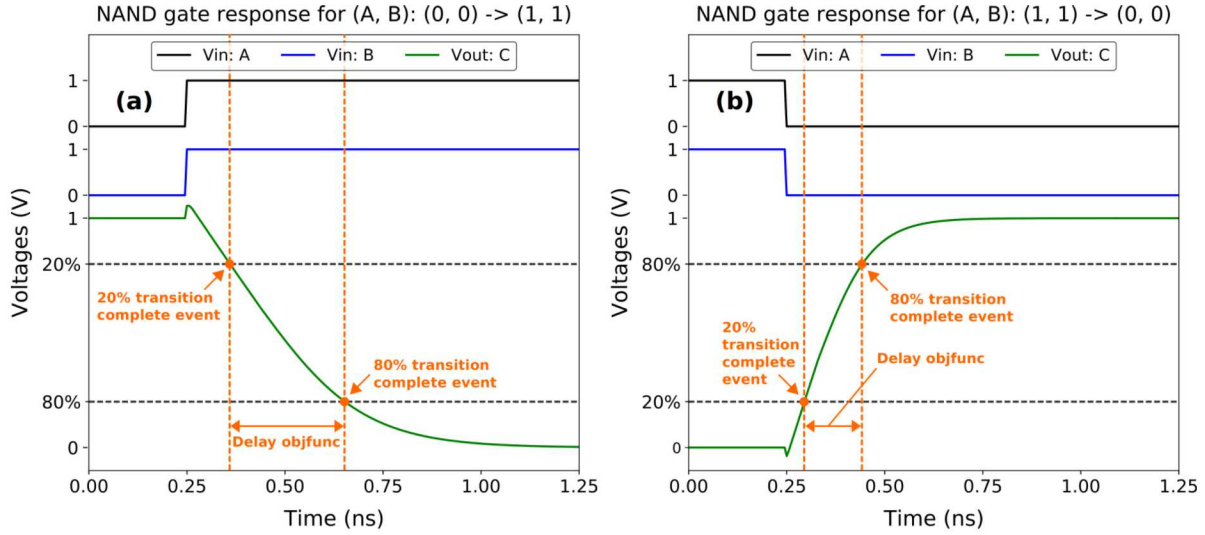 NAND gate response for (A, B): (0, 0) -> (1, 1)
Vin: A
Vin: B
Vout: C
(a)
1
0
1
0
1
20%
80%
0
Voltages (V)
20% transition
complete event
80% transition
complete event
Delay objfunc
0.00
0.25
0.50
0.75
1.00
1.25
Time (ns)
NAND gate response for (A, B): (1, 1) -> (0, 0)
Vin: A
Vin: B
Vout: C
(b)
1
0
1
0
1
80%
20%
0
Voltages (V)
80% transition
complete event
20%
transition
complete
event
Delay objfunc
0.00
0.25
0.50
0.75
1.00
1.25
Time (ns)